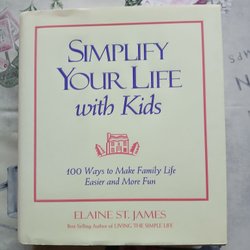 SIMPLIFY
YOUR LIFE
with Kids
100 Ways to Make Family Life
Easier and More Fun
ELAINE ST. JAMES
Best Selling Author of LIVING THE SIMPLE LIFE